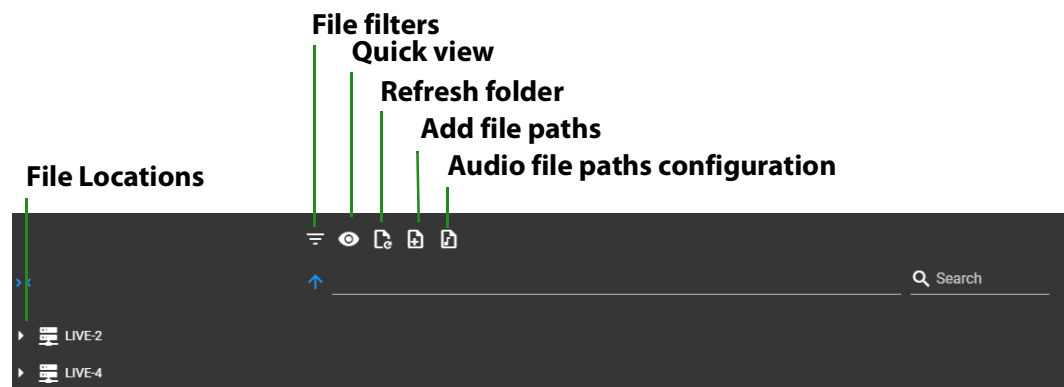 File filters
Quick view
Refresh folder
Add file paths
Audio file paths configuration
File Locations
Search
LIVE-2
LIVE-4